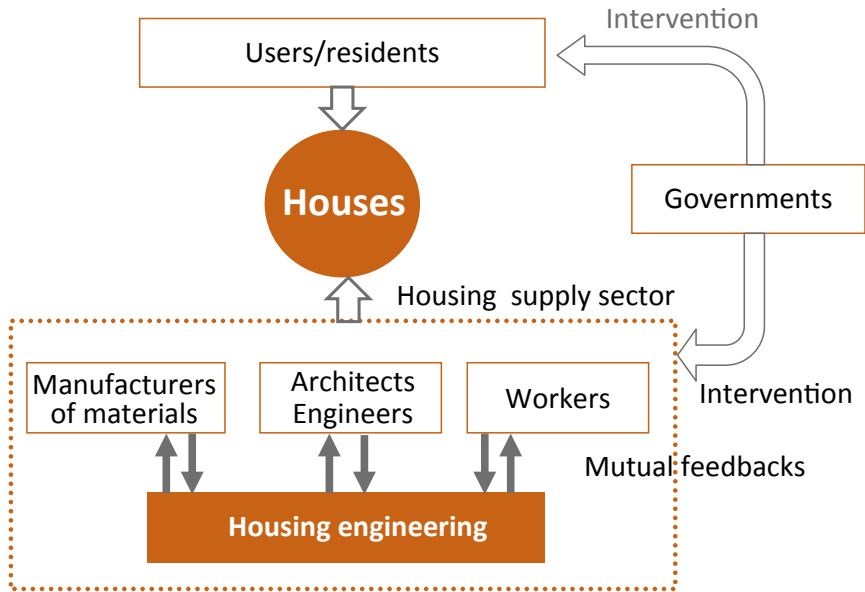 Intervention
Users/residents
Houses
Governments
Housing supply sector
Manufacturers
of materials
Architects
Engineers
Workers
Intervention
Mutual feedbacks
Housing engineering